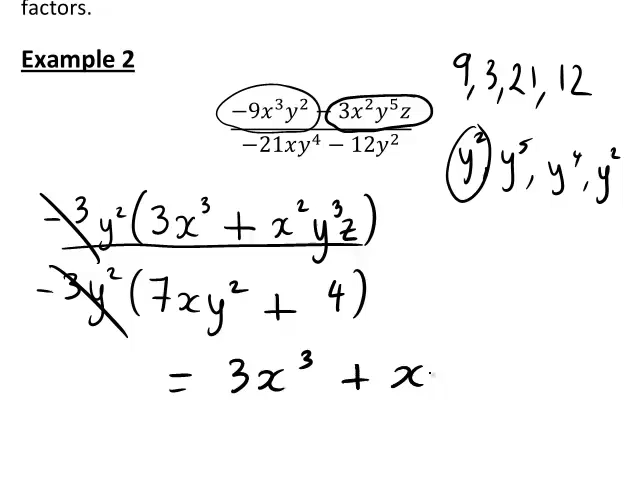 factors.
Example 2
9, 3, 21, 12
−9x³y² − 3x²y⁵z
−21xy⁴ − 12y²
y², y⁵, y⁴, y²
−3y²(3x³ + x²y³z)
−3y²(7xy² + 4)
= 3x³ + x